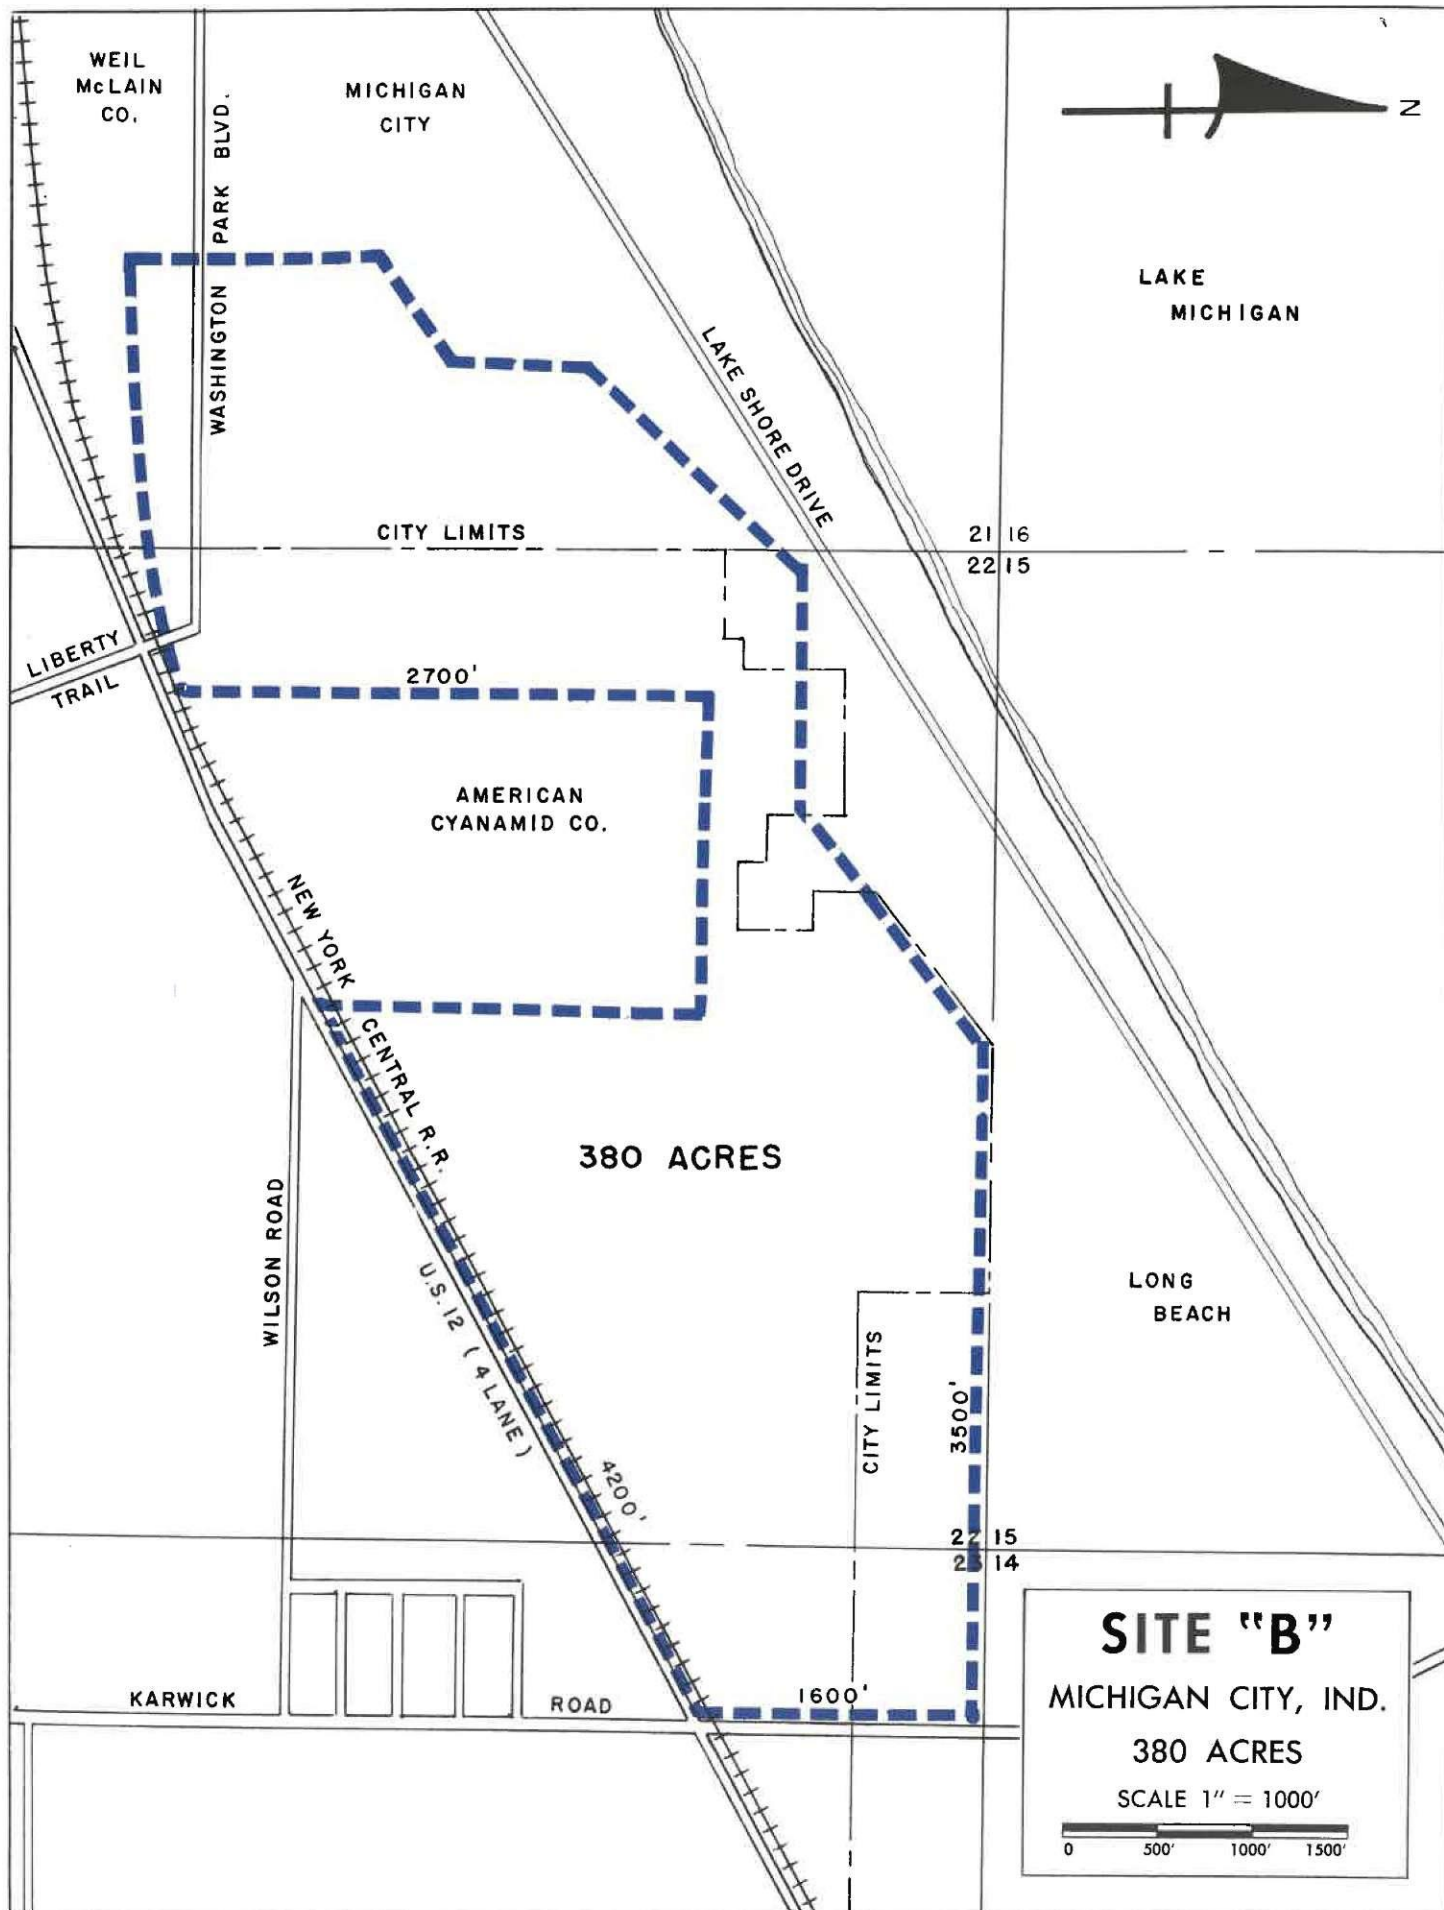 WEIL
McLAIN
CO.
MICHIGAN
CITY
WASHINGTON PARK BLVD.
N
LAKE
MICHIGAN
LAKE SHORE DRIVE
CITY LIMITS
21 16
22 15
LIBERTY
TRAIL
2700'
AMERICAN
CYANAMID CO.
NEW YORK CENTRAL R.R.
380 ACRES
WILSON ROAD
U.S. 12 (4 LANE)
LONG
BEACH
CITY LIMITS
3500'
4200'
22 15
23 14
KARWICK ROAD
1600'
SITE "B"
MICHIGAN CITY, IND.
380 ACRES
SCALE 1" = 1000'
0 500' 1000' 1500'